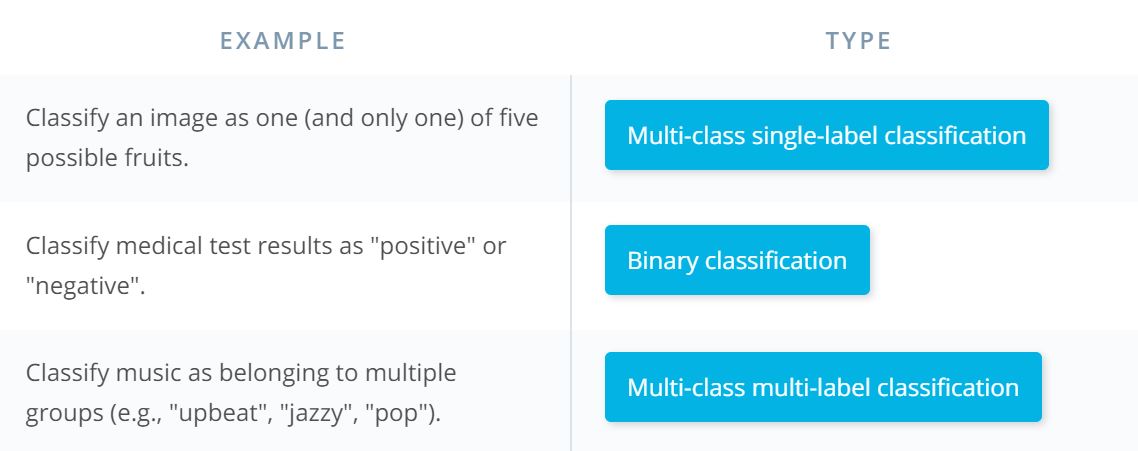 EXAMPLE
TYPE
Classify an image as one (and only one) of five
possible fruits.
Multi-class single-label classification
Classify medical test results as "positive" or
"negative".
Binary classification
Classify music as belonging to multiple
groups (e.g., "upbeat", "jazzy", "pop").
Multi-class multi-label classification